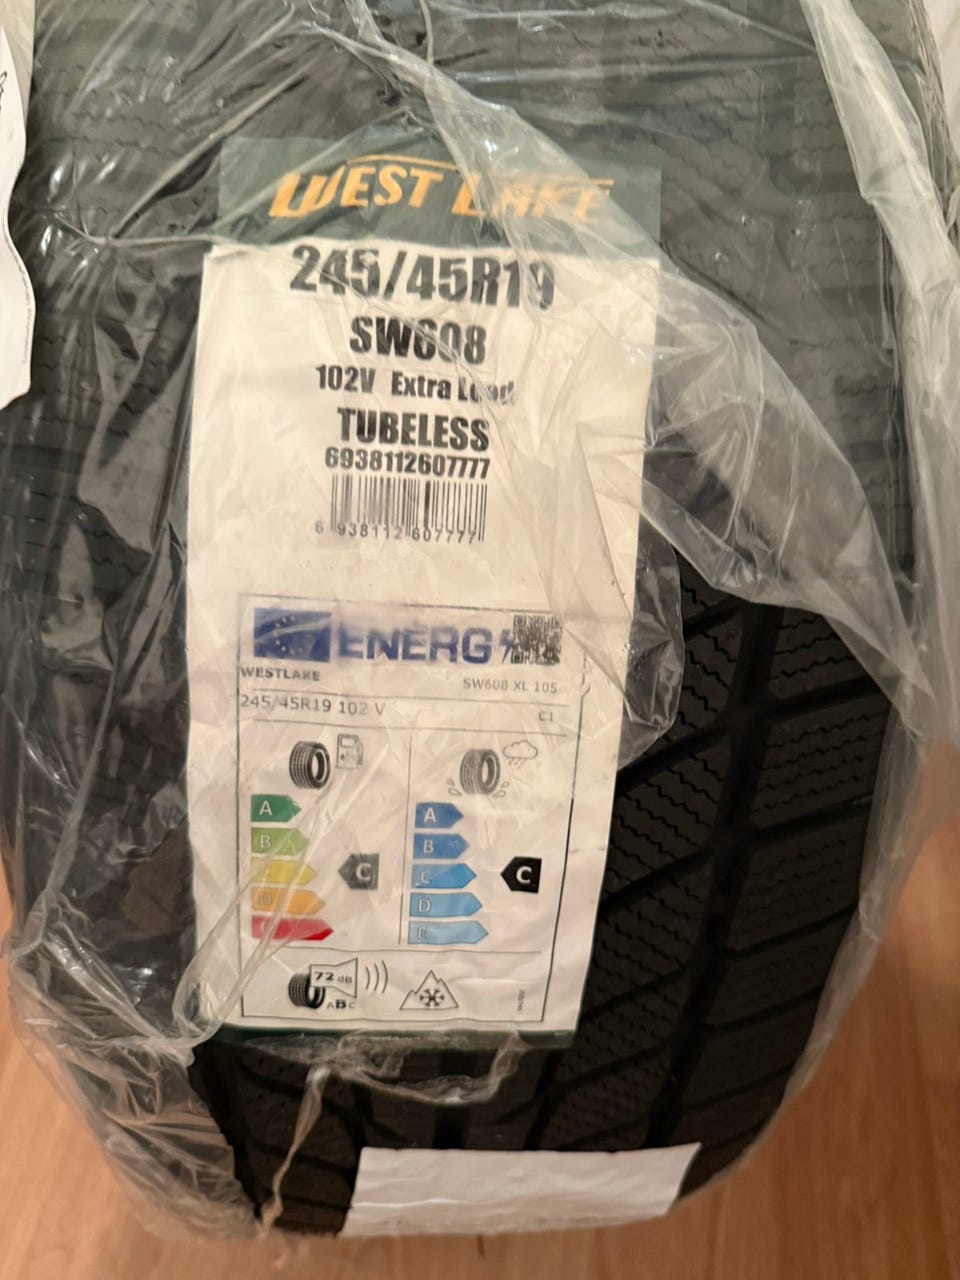 WEST LAKE
245/45R19
SW608
102V Extra Load
TUBELESS
6938112607777
6 938112 607777
ENERG
WESTLAKE
SW608 XL 105
245/45R19 102 V
C1
A
B
C
D
E
C
A
B
C
D
E
C
72 dB
ABC